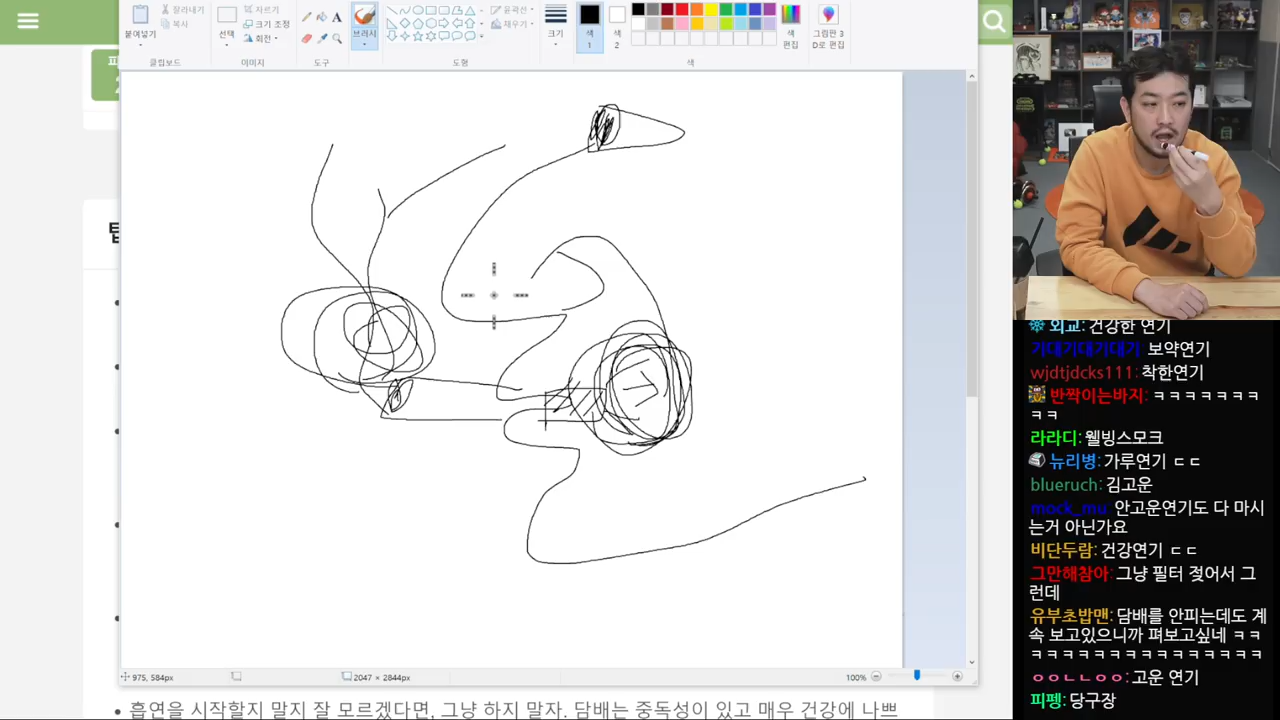 붙여넣기
잘라내기
복사
클립보드
선택
자르기
크기 조정
회전
이미지
A
도구
브러시
윤곽선
채우기
도형
크기
색
1
색
2
색
편집
색
그림판 3
D로 편집
외교: 건강한 연기
기대기대기대기: 보약연기
wjdtjdcks111: 착한연기
반짝이는바지: ㅋㅋㅋㅋㅋㅋㅋ
ㅋㅋ
라라디: 웰빙스모크
뉴리병: 가루연기 ㄷㄷ
blueruch: 김고운
mock_mu: 안고운연기도 다 마시
는거 아닌가요
비단두람: 건강연기 ㄷㄷ
그만해참아: 그냥 필터 젖어서 그
런데
유부초밥맨: 담배를 안피는데도 계
속 보고있으니까 펴보고싶네 ㅋㅋ
ㅋㅋㅋㅋㅋㅋㅋㅋㅋㅋㅋㅋㅋㅋㅋ
ㅇㅇㄴㄴㅇㅇ: 고운 연기
피펭: 당구장
975, 584px
2047 × 2844px
100%
• 흡연을 시작할지 말지 잘 모르겠다면, 그냥 하지 말자. 담배는 중독성이 있고 매우 건강에 나쁘